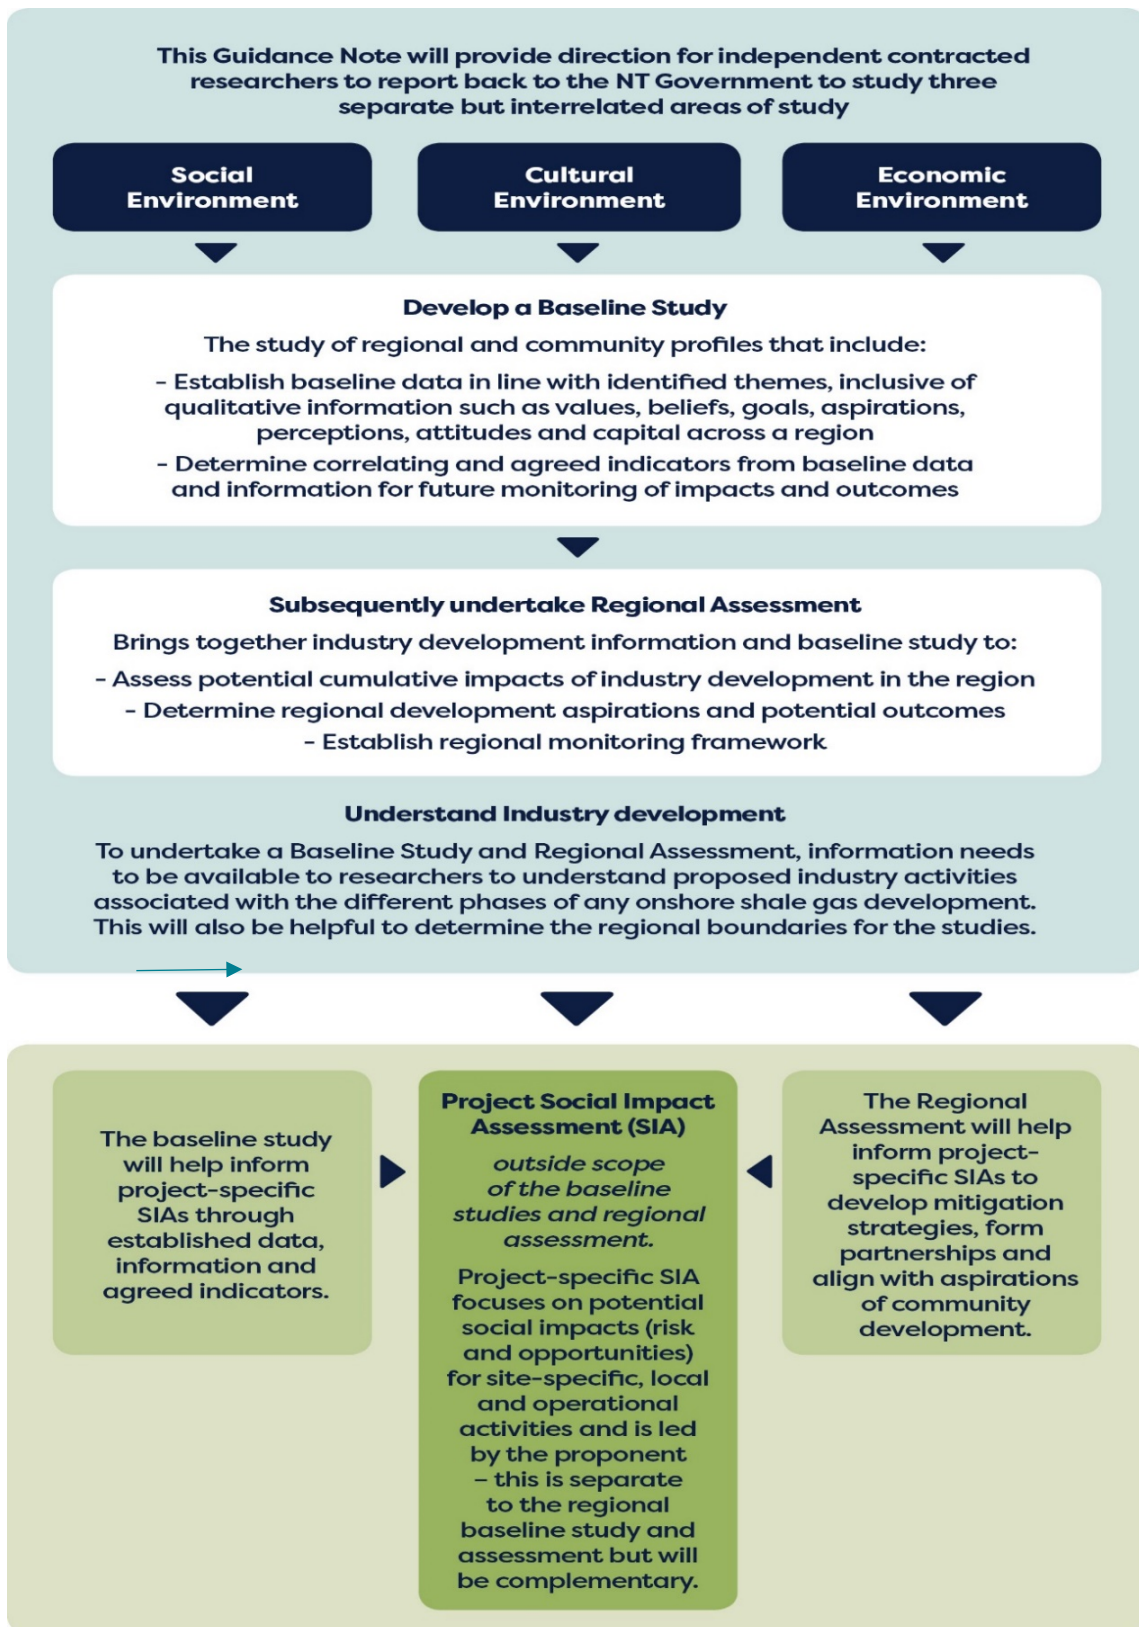 This Guidance Note will provide direction for independent contracted
researchers to report back to the NT Government to study three
separate but interrelated areas of study
Social
Environment
Cultural
Environment
Economic
Environment
Develop a Baseline Study
The study of regional and community profiles that include:
- Establish baseline data in line with identified themes, inclusive of
qualitative information such as values, beliefs, goals, aspirations,
perceptions, attitudes and capital across a region
- Determine correlating and agreed indicators from baseline data
and information for future monitoring of impacts and outcomes
Subsequently undertake Regional Assessment
Brings together industry development information and baseline study to:
- Assess potential cumulative impacts of industry development in the region
- Determine regional development aspirations and potential outcomes
- Establish regional monitoring framework
Understand Industry development
To undertake a Baseline Study and Regional Assessment, information needs
to be available to researchers to understand proposed industry activities
associated with the different phases of any onshore shale gas development.
This will also be helpful to determine the regional boundaries for the studies.
The baseline study
will help inform
project-specific
SIAs through
established data,
information and
agreed indicators.
Project Social Impact
Assessment (SIA)
outside scope
of the baseline
studies and regional
assessment.
Project-specific SIA
focuses on potential
social impacts (risk
and opportunities)
for site-specific, local
and operational
activities and is led
by the proponent
– this is separate
to the regional
baseline study and
assessment but will
be complementary.
The Regional
Assessment will help
inform project-
specific SIAs to
develop mitigation
strategies, form
partnerships and
align with aspirations
of community
development.